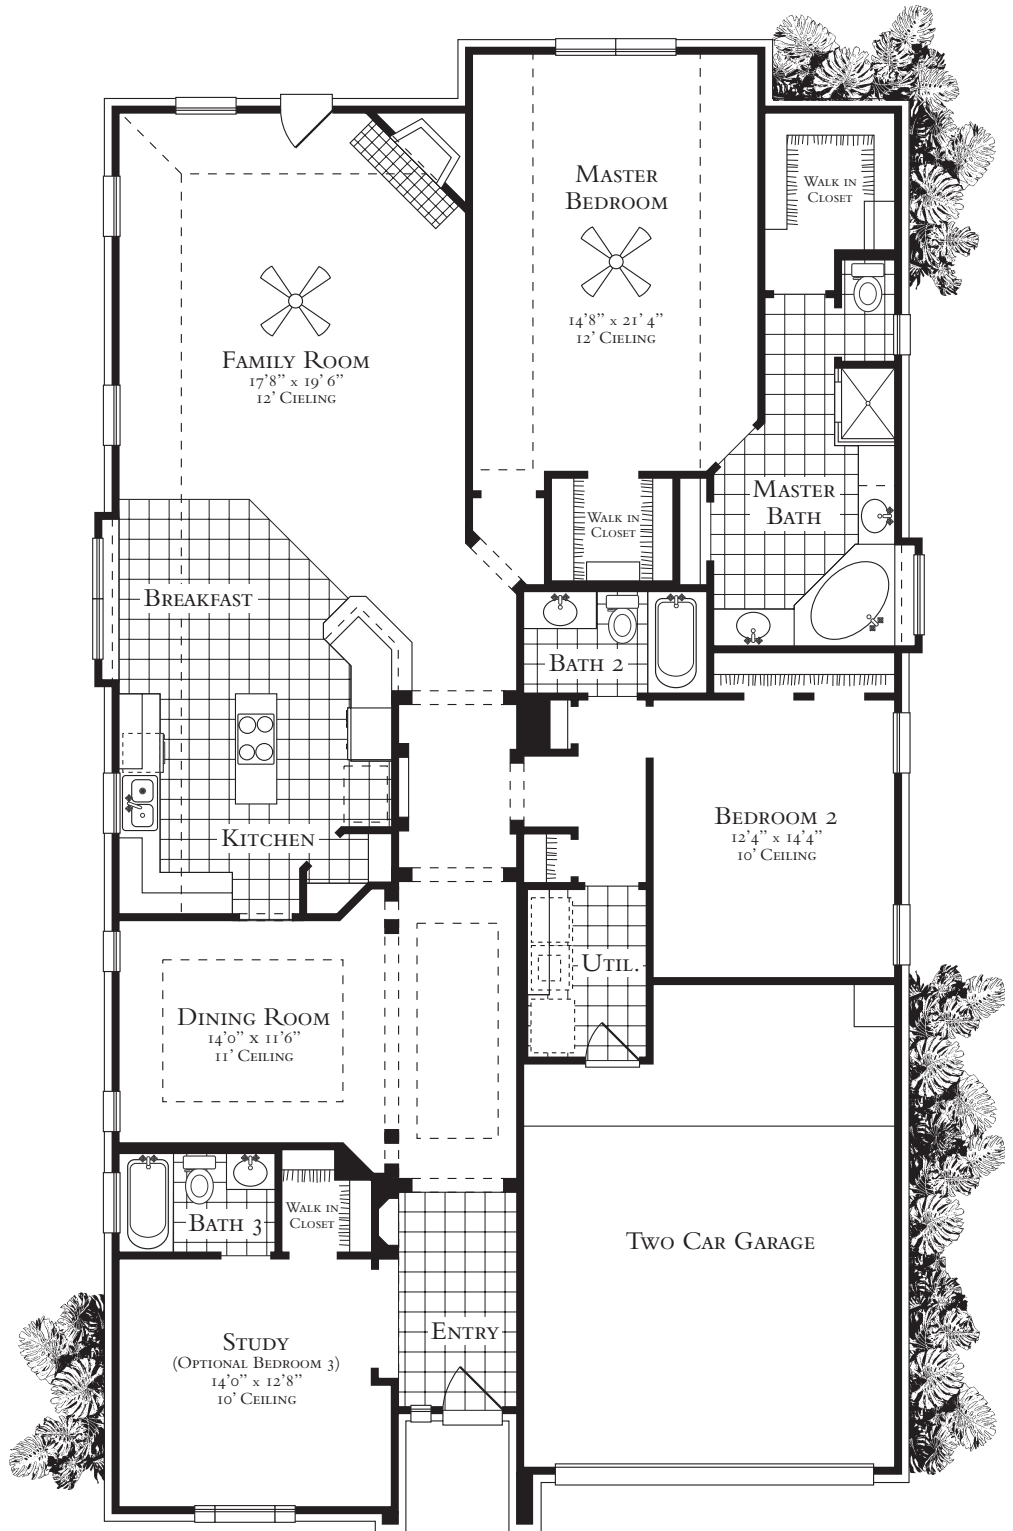 Master
Bedroom
14'8" x 21'4"
12' Cieling
Walk in
Closet
Family Room
17'8" x 19'6"
12' Cieling
Master
Bath
Walk in
Closet
Breakfast
Bath 2
Kitchen
Bedroom 2
12'4" x 14'4"
10' Ceiling
Util.
Dining Room
14'0" x 11'6"
11' Ceiling
Bath 3
Walk in
Closet
Two Car Garage
Entry
Study
(Optional Bedroom 3)
14'0" x 12'8"
10' Ceiling